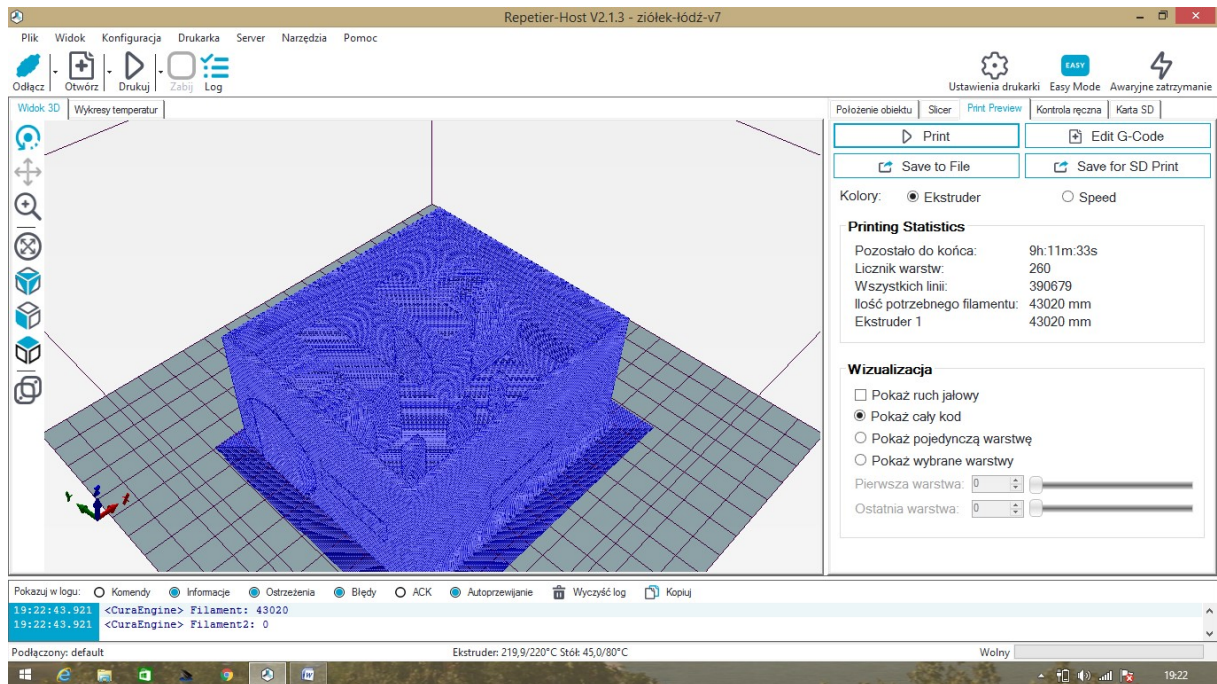 Repetier-Host V2.1.3 - ziółek-łódź-v7
Plik Widok Konfiguracja Drukarka Server Narzędzia Pomoc
Odłącz Otwórz Drukuj Zabij Log Ustawienia drukarki Easy Mode Awaryjne zatrzymanie
EASY
Widok 3D Wykresy temperatur
Położenie obiektu Slicer Print Preview Kontrola ręczna Karta SD
Print Edit G-Code
Save to File Save for SD Print
Kolory: Ekstruder Speed
Printing Statistics
Pozostało do końca: 9h:11m:33s
Licznik warstw: 260
Wszystkich linii: 390679
Ilość potrzebnego filamentu: 43020 mm
Ekstruder 1 43020 mm
Wizualizacja
Pokaż ruch jałowy
Pokaż cały kod
Pokaż pojedynczą warstwę
Pokaż wybrane warstwy
Pierwsza warstwa: 0
Ostatnia warstwa: 0
Y Z X
Pokazuj w logu: Komendy Informacje Ostrzeżenia Błędy ACK Autoprzewijanie Wyczyść log Kopiuj
19:22:43.921 <CuraEngine> Filament: 43020
19:22:43.921 <CuraEngine> Filament2: 0
Podłączony: default Ekstruder: 219,9/220°C Stół: 45,0/80°C Wolny
19:22